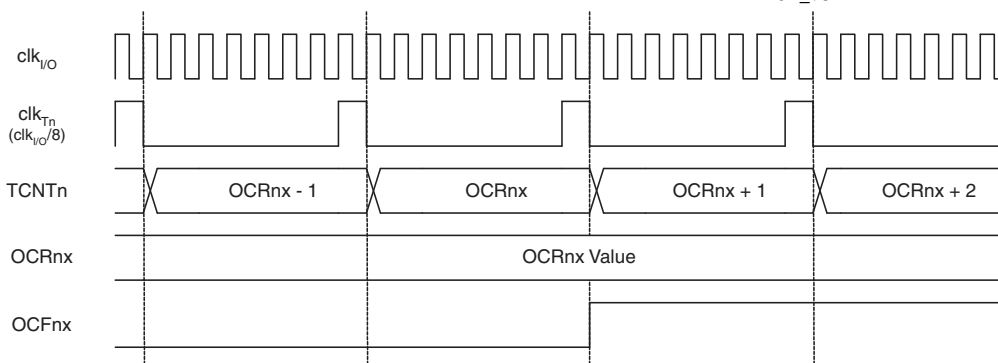 clkI/O
clkTn
(clkI/O/8)
TCNTn OCRnx - 1 OCRnx OCRnx + 1 OCRnx + 2
OCRnx OCRnx Value
OCFnx